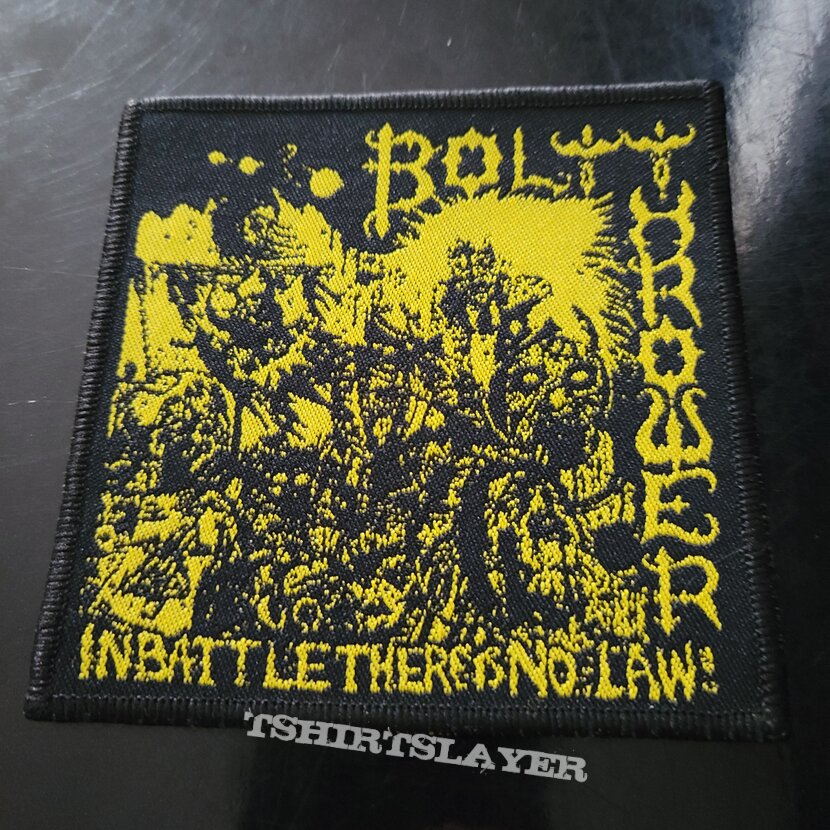 BOLT THROWER
IN BATTLE THERE IS NO LAW!
TSHIRTSLAYER